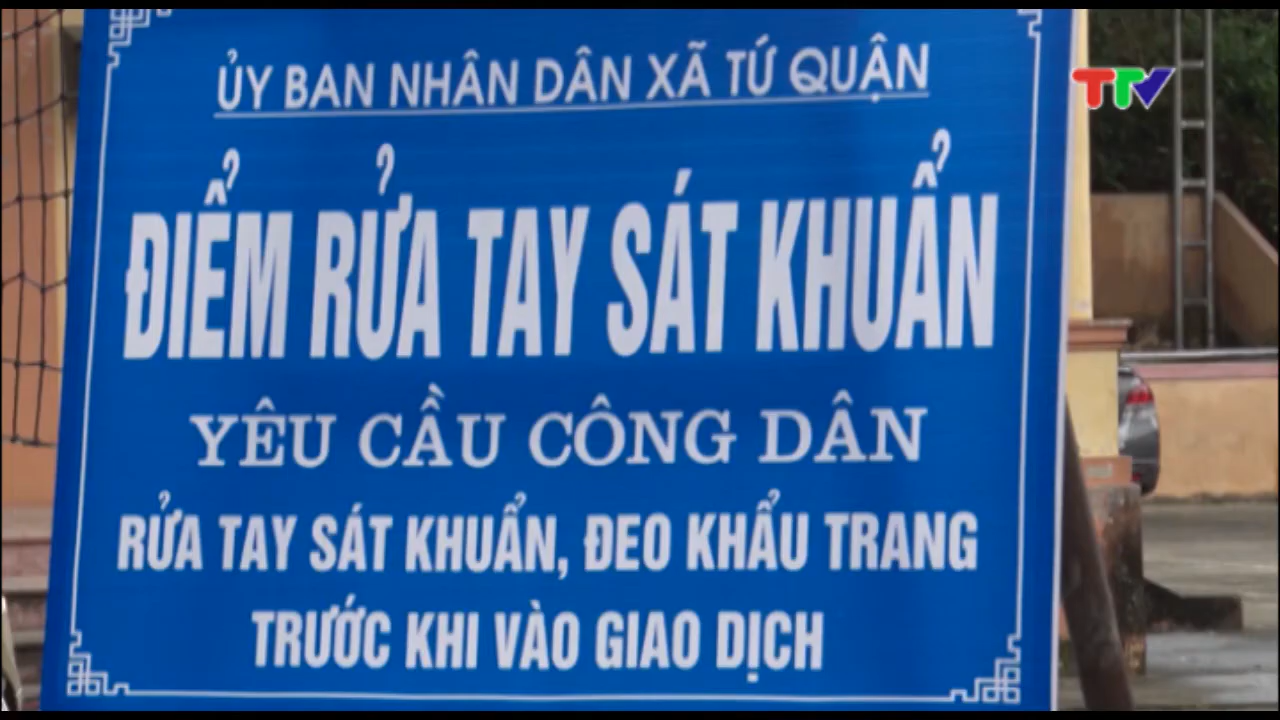 ỦY BAN NHÂN DÂN XÃ TỨ QUẬN
TTV
ĐIỂM RỬA TAY SÁT KHUẨN
YÊU CẦU CÔNG DÂN
RỬA TAY SÁT KHUẨN, ĐEO KHẨU TRANG
TRƯỚC KHI VÀO GIAO DỊCH